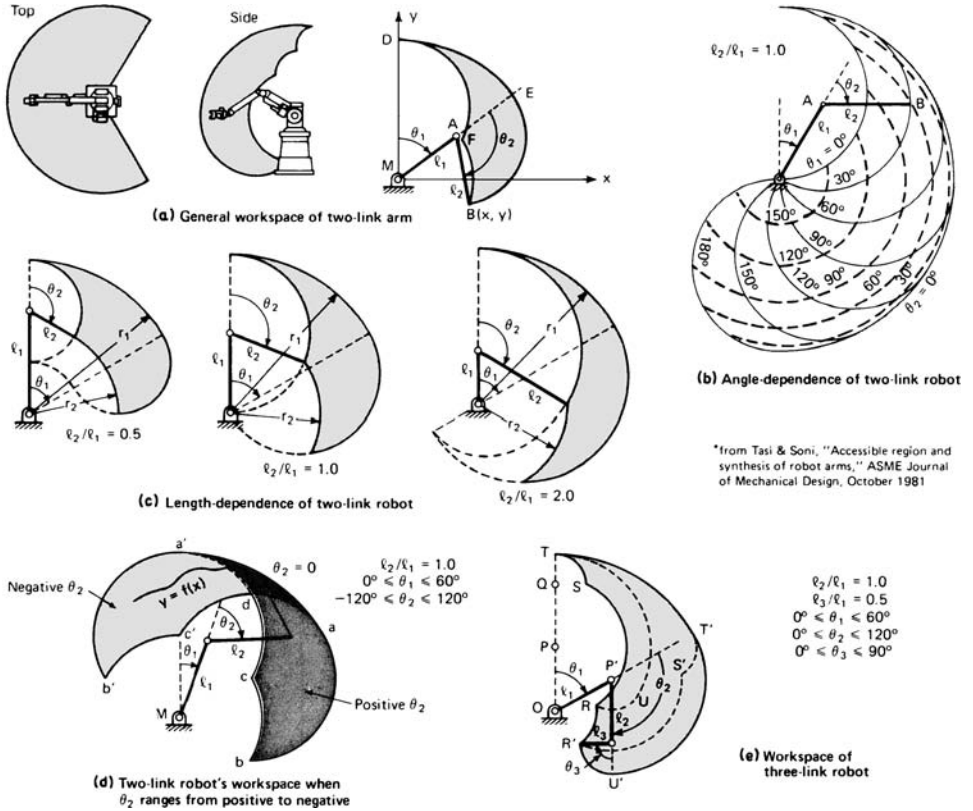 Top
Side
y
D
E
A
F
θ₁
θ₂
ℓ₁
M
ℓ₂
x
B(x, y)
(a) General workspace of two-link arm
ℓ₂/ℓ₁ = 1.0
θ₂
A
B
ℓ₂
θ₁
ℓ₁
θ₁ = 0°
30°
60°
150°
90°
120°
180°
150°
120°
90°
60°
30°
θ₂ = 0°
(b) Angle-dependence of two-link robot
*from Tasi & Soni, "Accessible region and
synthesis of robot arms," ASME Journal
of Mechanical Design, October 1981
θ₂
ℓ₂
r₁
ℓ₁
θ₁
r₂
ℓ₂/ℓ₁ = 0.5
θ₂
r₁
ℓ₂
ℓ₁
θ₁
r₂
ℓ₂/ℓ₁ = 1.0
θ₂
r₁
ℓ₁
θ₁
ℓ₂
r₂
ℓ₂/ℓ₁ = 2.0
(c) Length-dependence of two-link robot
a'
θ₂ = 0
Negative θ₂
y = f(x)
d
a
θ₂
c'
ℓ₂
θ₁
b'
ℓ₁
c
M
Positive θ₂
b
ℓ₂/ℓ₁ = 1.0
0° ≤ θ₁ ≤ 60°
−120° ≤ θ₂ ≤ 120°
(d) Two-link robot's workspace when
θ₂ ranges from positive to negative
T
Q
S
T'
P
P'
S'
θ₁
θ₂
ℓ₁
O
R
U
ℓ₂
ℓ₃
R'
θ₃
U'
ℓ₂/ℓ₁ = 1.0
ℓ₃/ℓ₁ = 0.5
0° ≤ θ₁ ≤ 60°
0° ≤ θ₂ ≤ 120°
0° ≤ θ₃ ≤ 90°
(e) Workspace of
three-link robot